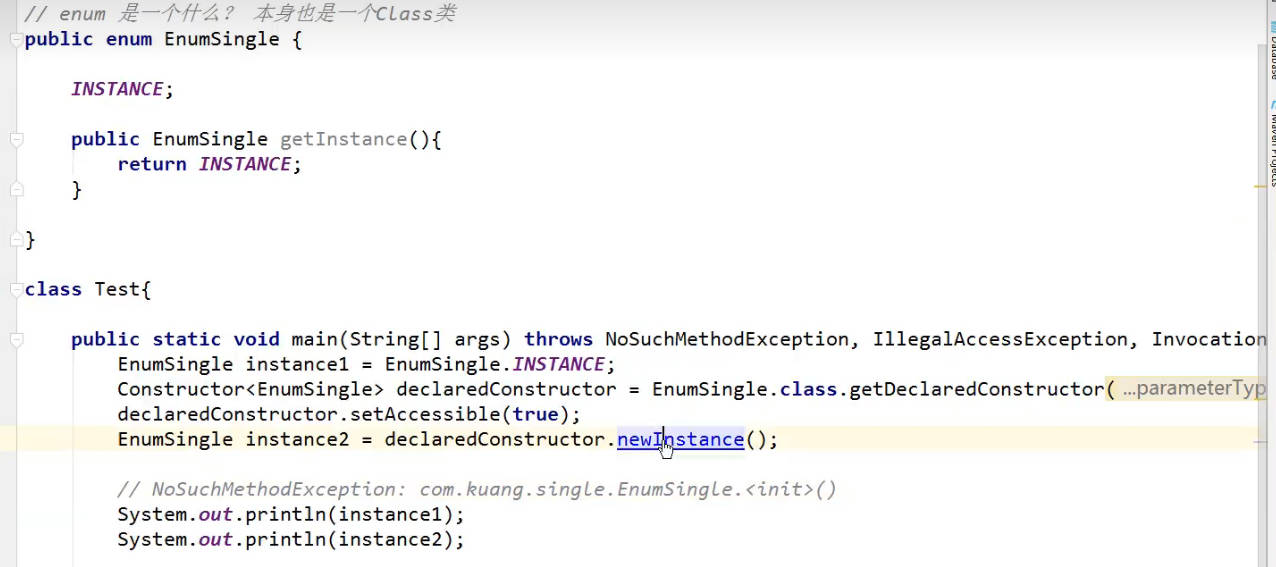 // enum 是一个什么？ 本身也是一个Class类
public enum EnumSingle {
INSTANCE;
public EnumSingle getInstance(){
return INSTANCE;
}
}
class Test{
public static void main(String[] args) throws NoSuchMethodException, IllegalAccessException, Invocation
EnumSingle instance1 = EnumSingle.INSTANCE;
Constructor<EnumSingle> declaredConstructor = EnumSingle.class.getDeclaredConstructor( …parameterTyp
declaredConstructor.setAccessible(true);
EnumSingle instance2 = declaredConstructor.newInstance();
// NoSuchMethodException: com.kuang.single.EnumSingle.<init>()
System.out.println(instance1);
System.out.println(instance2);
Database
Maven Projects